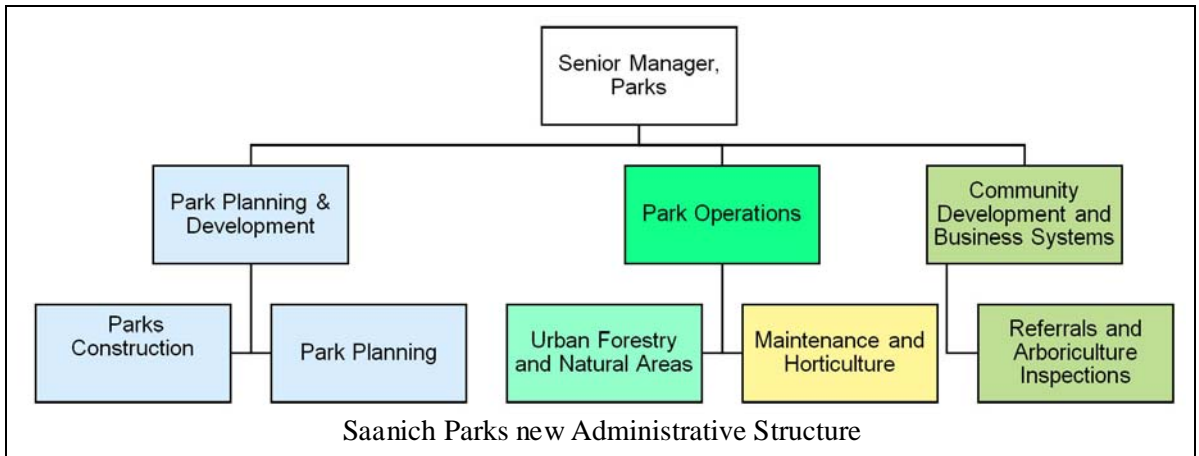 Senior Manager,
Parks
Park Planning &
Development
Park Operations
Community
Development and
Business Systems
Parks
Construction
Park Planning
Urban Forestry
and Natural Areas
Maintenance and
Horticulture
Referrals and
Arboriculture
Inspections
Saanich Parks new Administrative Structure